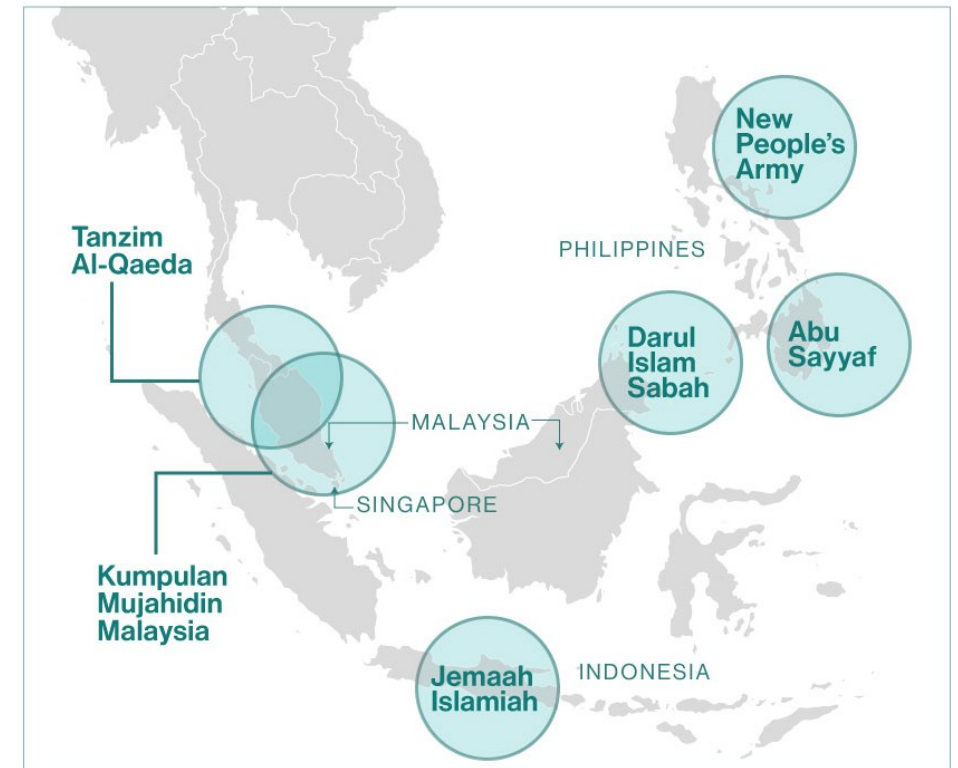 New
People's
Army
Tanzim
Al-Qaeda
PHILIPPINES
Darul
Islam
Sabah
Abu
Sayyaf
MALAYSIA
SINGAPORE
Kumpulan
Mujahidin
Malaysia
Jemaah
Islamiah
INDONESIA